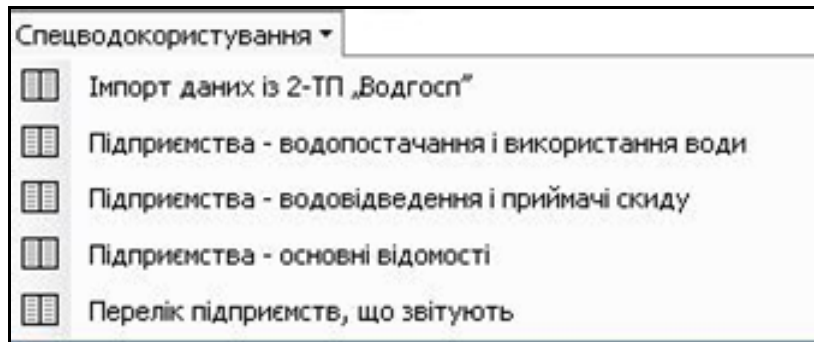 Спецводокористування
Імпорт даних із 2-ТП „Водгосп”
Підприємства - водопостачання і використання води
Підприємства - водовідведення і приймачі скиду
Підприємства - основні відомості
Перелік підприємств, що звітують